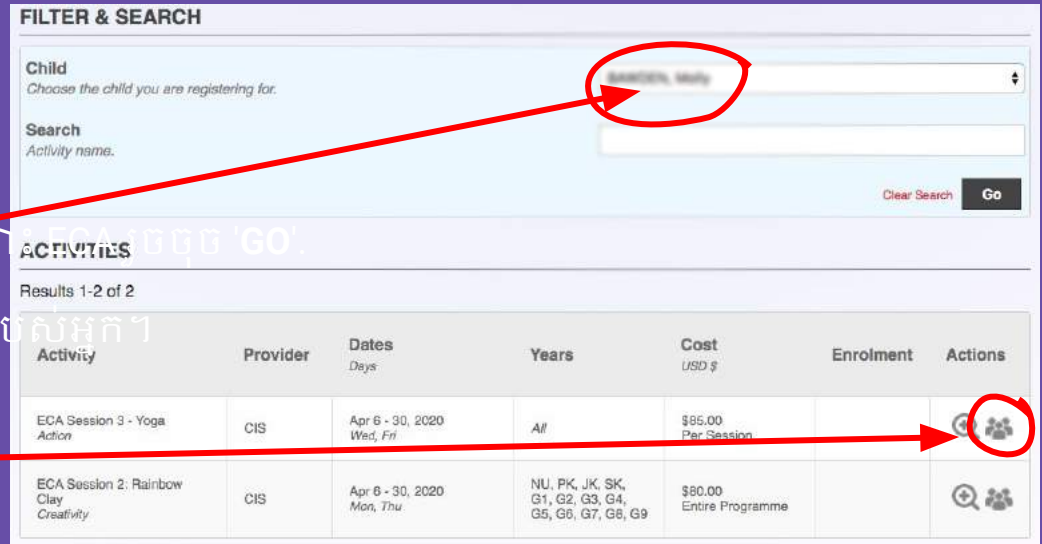 FILTER & SEARCH
Child
Choose the child you are registering for.
Search
Activity name.
Clear Search Go
ECA រួចចុច 'GO'.
ACTIVITIES
Results 1-2 of 2
របស់អ្នក។
Activity Provider Dates Years Cost Enrolment Actions
Days USD $
ECA Session 3 - Yoga CIS Apr 6 - 30, 2020 All $85.00
Action Wed, Fri Per Session
ECA Session 2: Rainbow CIS Apr 6 - 30, 2020 NU, PK, JK, SK, $80.00
Clay Mon, Thu G1, G2, G3, G4, Entire Programme
Creativity G5, G6, G7, G8, G9